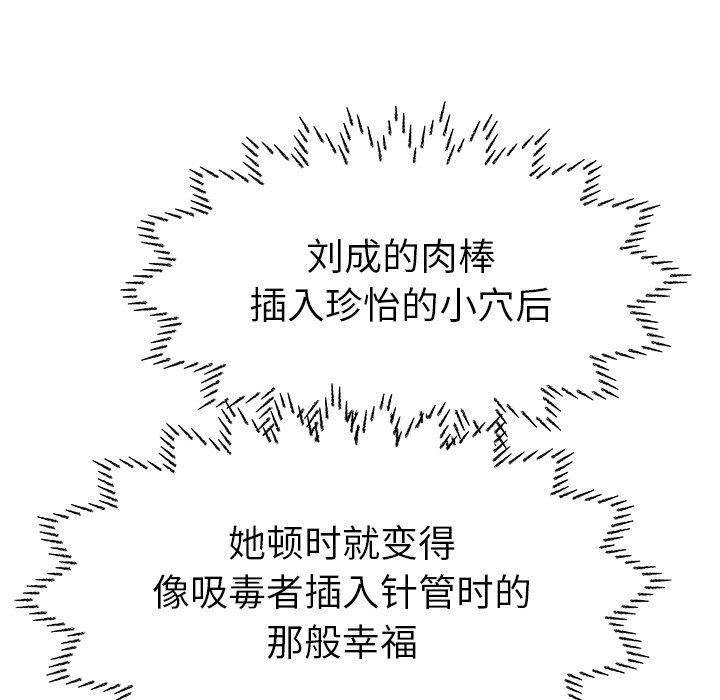 刘成的肉棒
插入珍怡的小穴后
她顿时就变得
像吸毒者插入针管时的
那般幸福